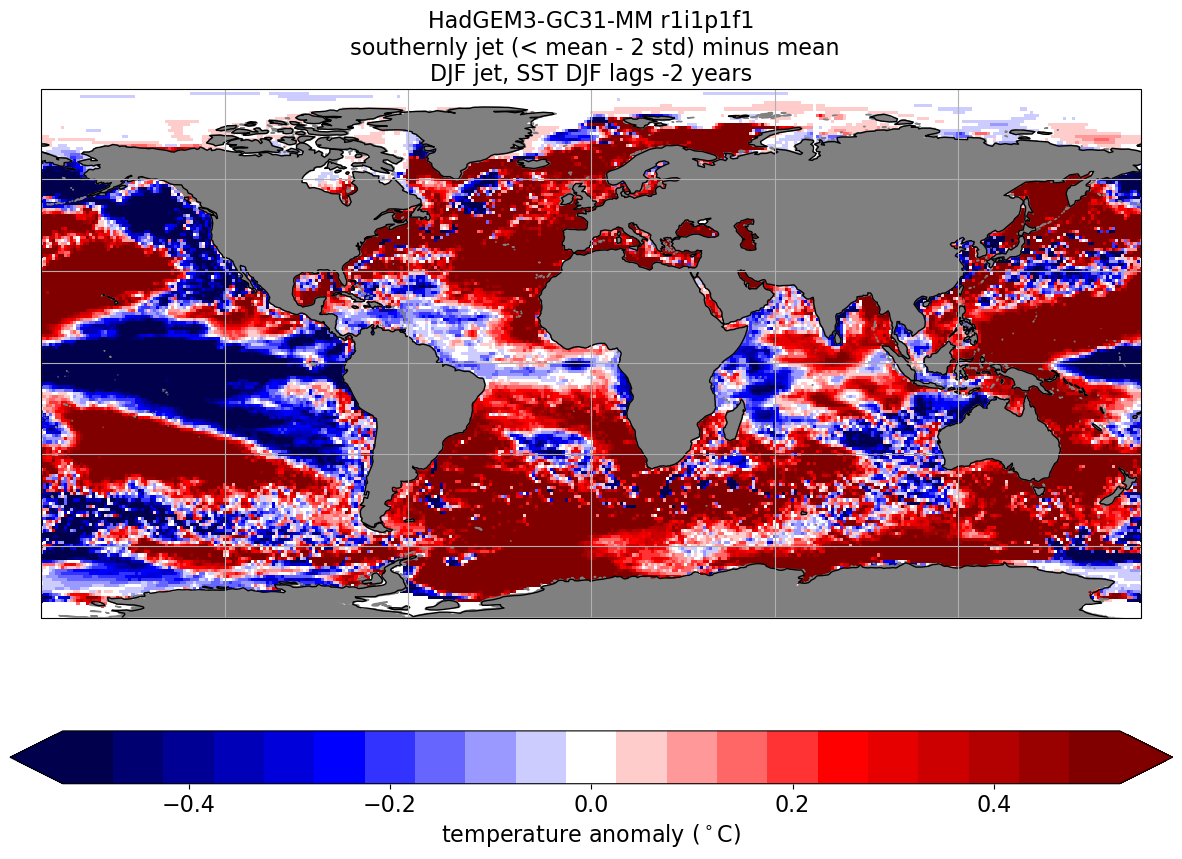 HadGEM3-GC31-MM r1i1p1f1
southernly jet (< mean - 2 std) minus mean
DJF jet, SST DJF lags -2 years
−0.4 −0.2 0.0 0.2 0.4
temperature anomaly (°C)